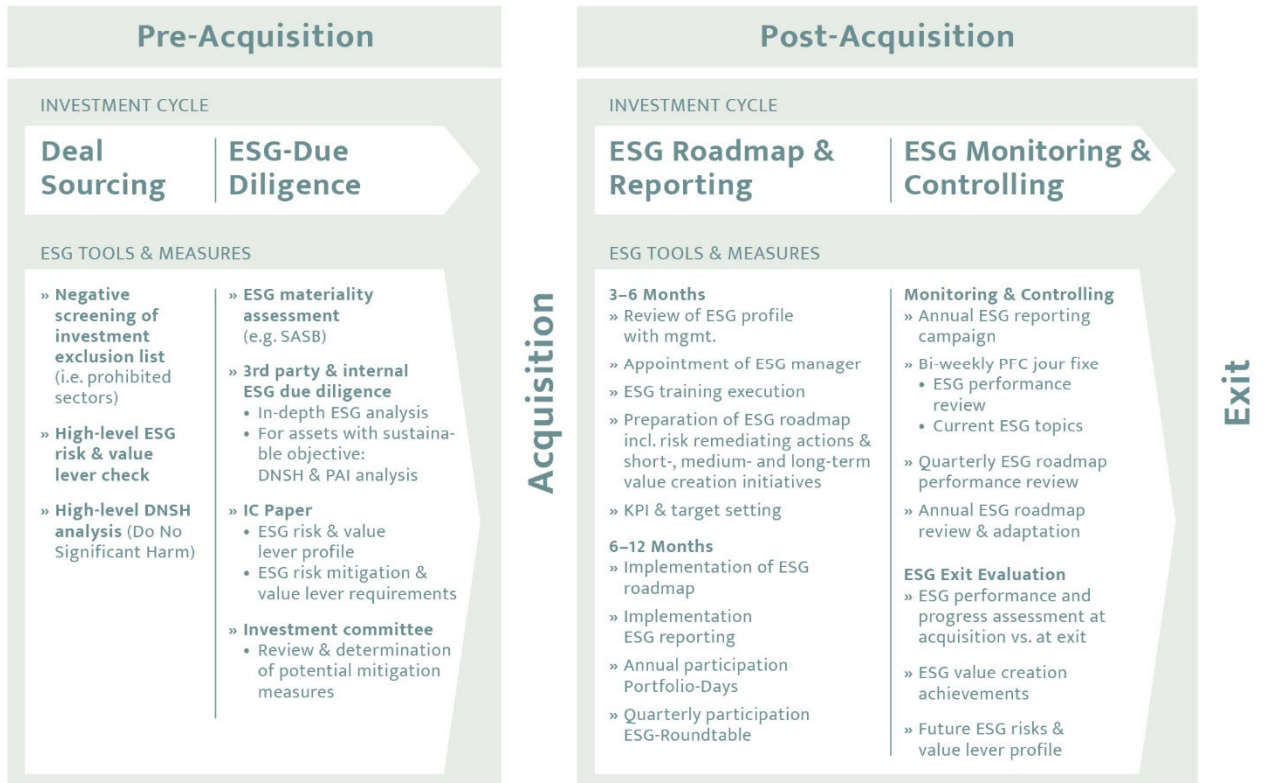 Pre-Acquisition
INVESTMENT CYCLE
Deal
Sourcing
ESG-Due
Diligence
ESG TOOLS & MEASURES
» Negative
screening of
investment
exclusion list
(i.e. prohibited
sectors)
» High-level ESG
risk & value
lever check
» High-level DNSH
analysis (Do No
Significant Harm)
» ESG materiality
assessment
(e.g. SASB)
» 3rd party & internal
ESG due diligence
• In-depth ESG analysis
• For assets with sustaina-
ble objective:
DNSH & PAI analysis
» IC Paper
• ESG risk & value
lever profile
• ESG risk mitigation &
value lever requirements
» Investment committee
• Review & determination
of potential mitigation
measures
Acquisition
Post-Acquisition
INVESTMENT CYCLE
ESG Roadmap &
Reporting
ESG Monitoring &
Controlling
ESG TOOLS & MEASURES
3–6 Months
» Review of ESG profile
with mgmt.
» Appointment of ESG manager
» ESG training execution
» Preparation of ESG roadmap
incl. risk remediating actions &
short-, medium- and long-term
value creation initiatives
» KPI & target setting
6–12 Months
» Implementation of ESG
roadmap
» Implementation
ESG reporting
» Annual participation
Portfolio-Days
» Quarterly participation
ESG-Roundtable
Monitoring & Controlling
» Annual ESG reporting
campaign
» Bi-weekly PFC jour fixe
• ESG performance
review
• Current ESG topics
» Quarterly ESG roadmap
performance review
» Annual ESG roadmap
review & adaptation
ESG Exit Evaluation
» ESG performance and
progress assessment at
acquisition vs. at exit
» ESG value creation
achievements
» Future ESG risks &
value lever profile
Exit